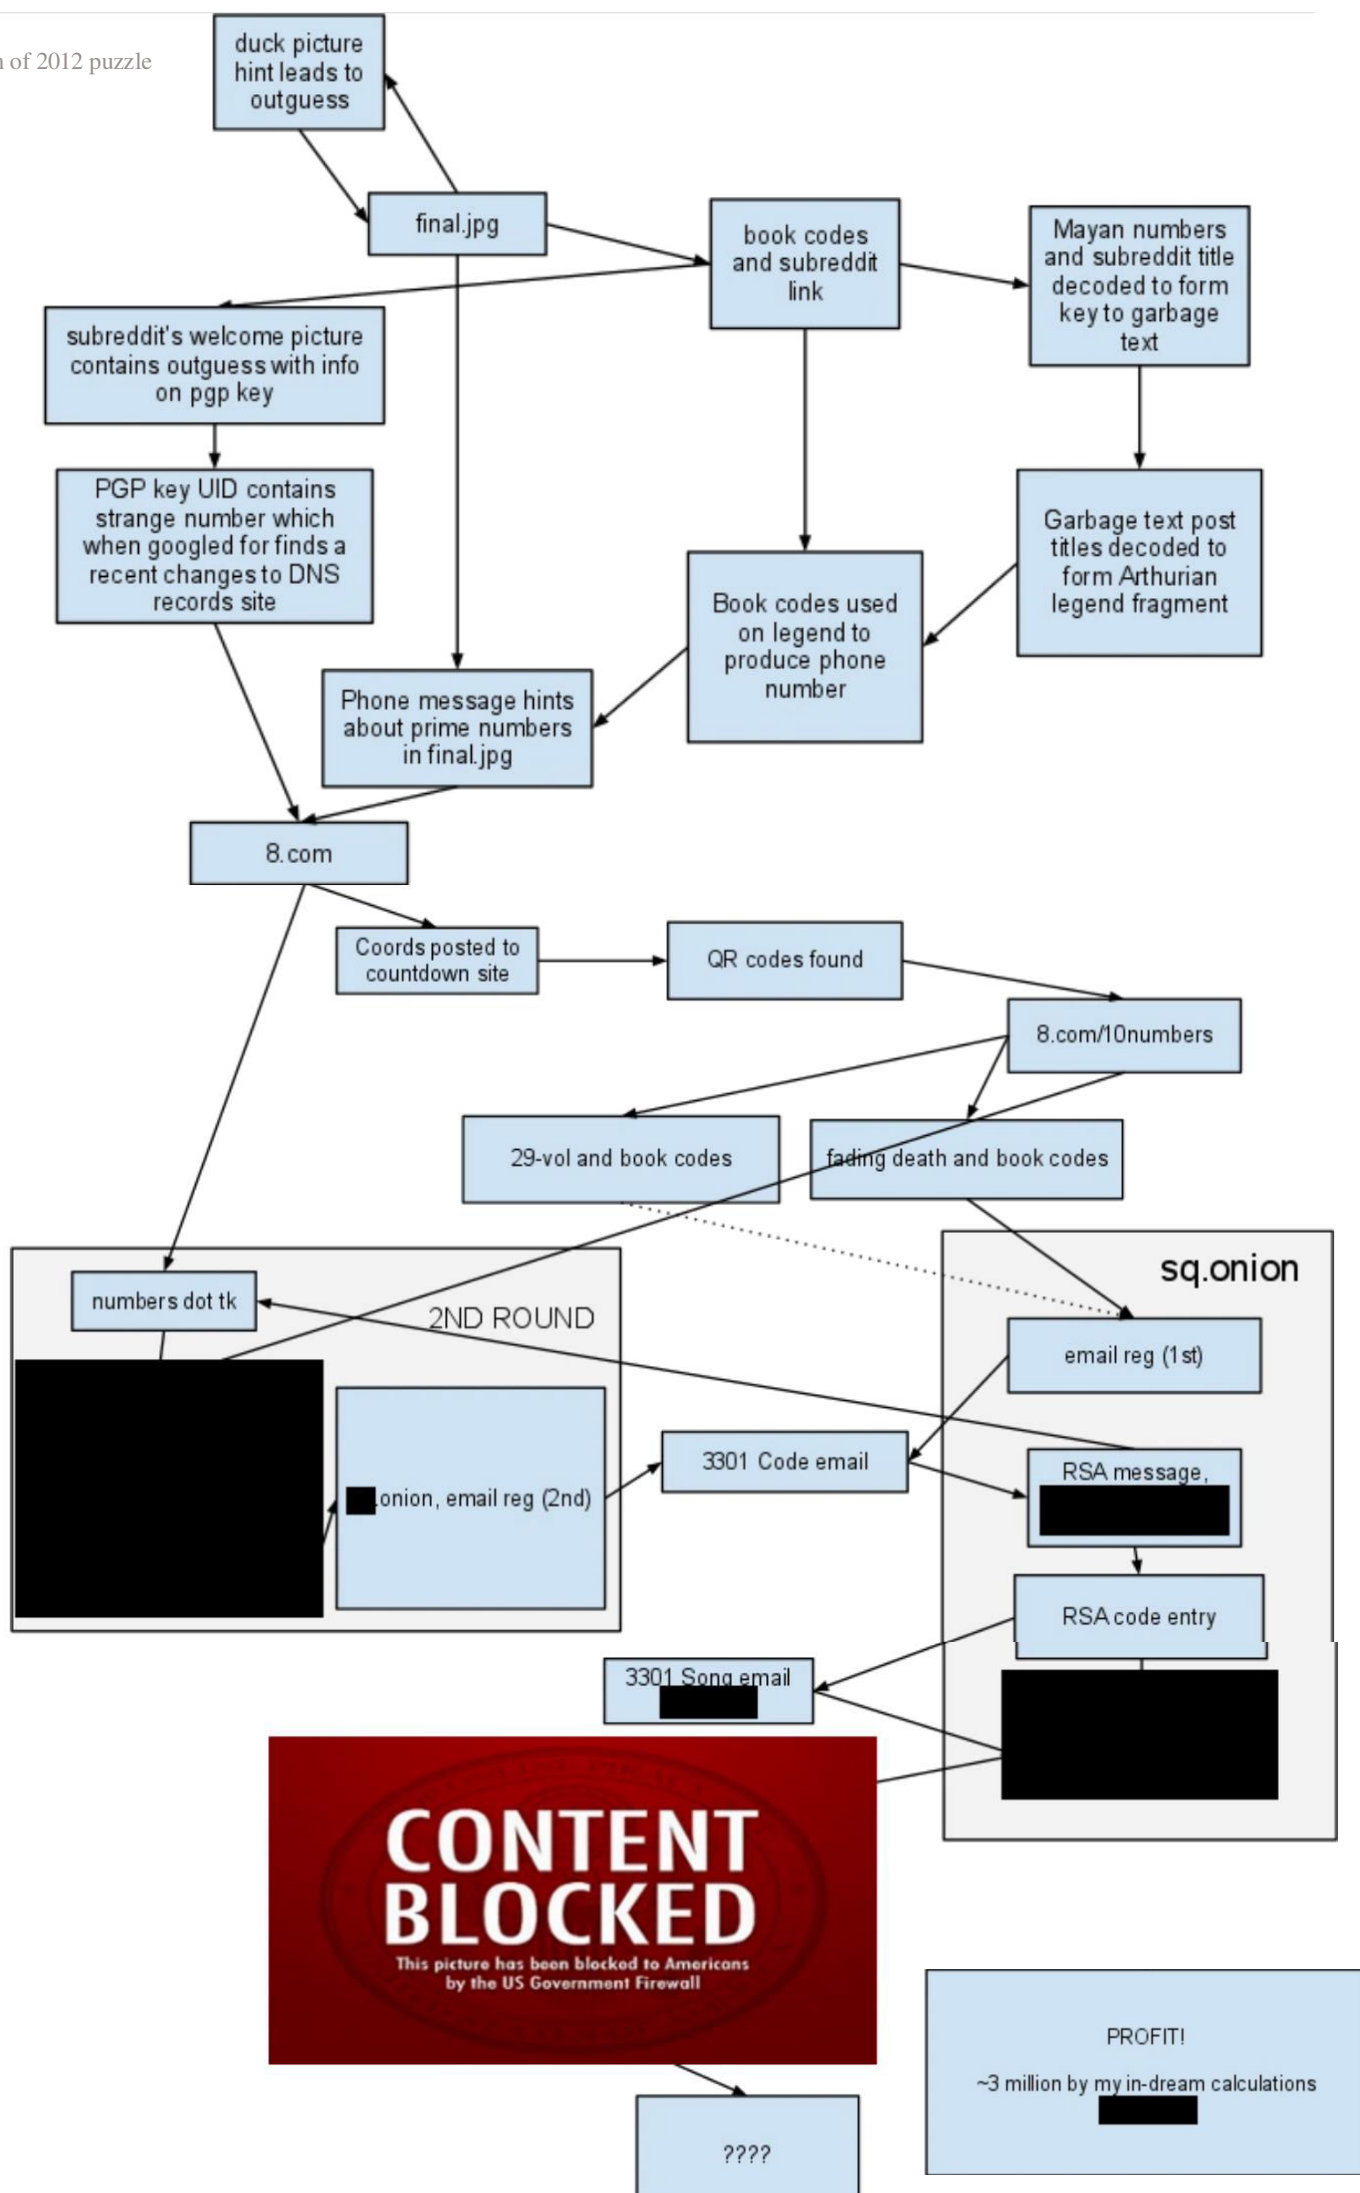 duck picture
hint leads to
outguess
of 2012 puzzle
final.jpg
book codes
and subreddit
link
Mayan numbers
and subreddit title
decoded to form
key to garbage
text
subreddit's welcome picture
contains outguess with info
on pgp key
PGP key UID contains
strange number which
when googled for finds a
recent changes to DNS
records site
Garbage text post
titles decoded to
form Arthurian
legend fragment
Book codes used
on legend to
produce phone
number
Phone message hints
about prime numbers
in final.jpg
8.com
Coords posted to
countdown site
QR codes found
8.com/10numbers
29-vol and book codes
fading death and book codes
sq.onion
numbers dot tk
2ND ROUND
email reg (1st)
3301 Code email
RSA message,
.onion, email reg (2nd)
RSA code entry
3301 Song email
CONTENT
BLOCKED
This picture has been blocked to Americans
by the US Government Firewall
PROFIT!
~3 million by my in-dream calculations
????